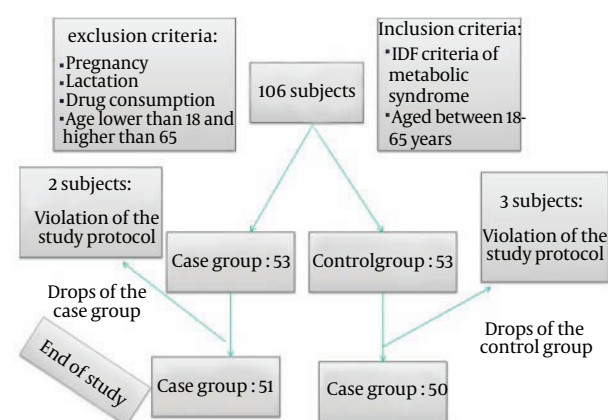 exclusion criteria:
▪Pregnancy
▪Lactation
▪Drug consumption
▪Age lower than 18 and
higher than 65
106 subjects
Inclusion criteria:
▪IDF criteria of
metabolic
syndrome
▪Aged between 18-
65 years
2 subjects:
Violation of the
study protocol
Case group : 53
Controlgroup : 53
3 subjects:
Violation of the
study protocol
Drops of the
case group
Drops of the
control group
End of study
Case group : 51
Case group : 50